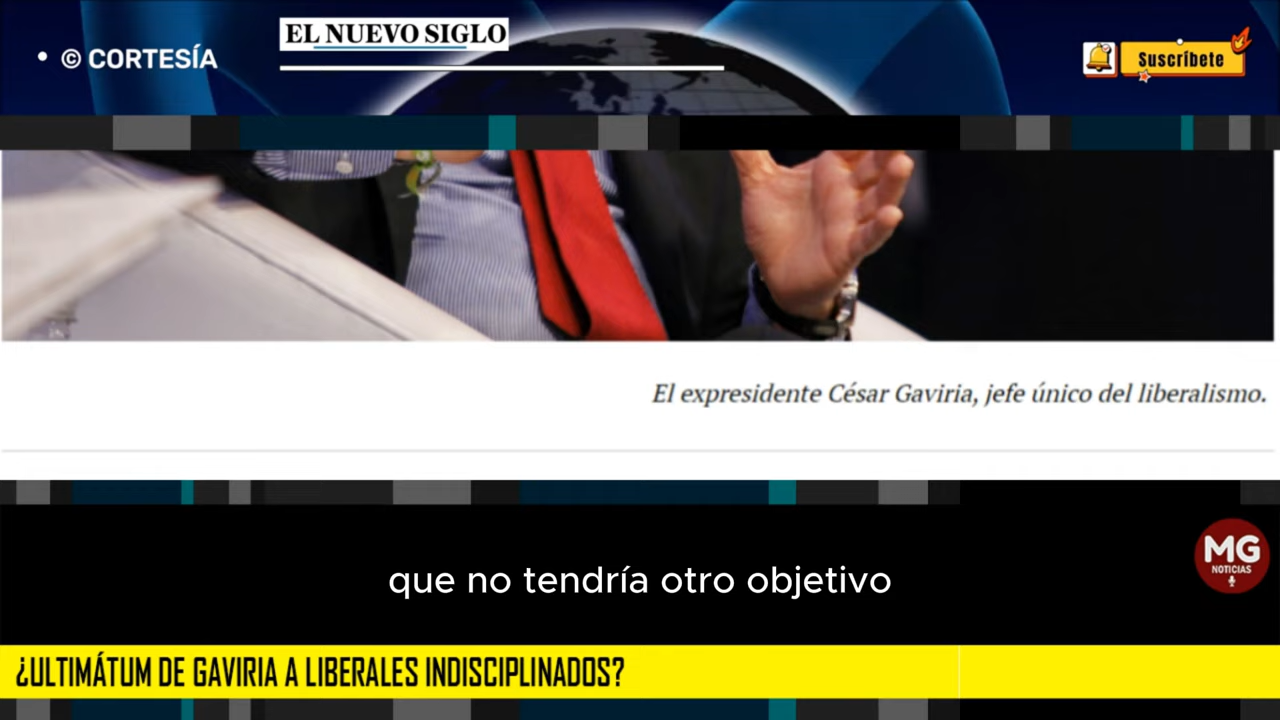 EL NUEVO SIGLO
• © CORTESÍA
Suscríbete
El expresidente César Gaviria, jefe único del liberalismo.
que no tendría otro objetivo
MG
NOTICIAS
¿ULTIMÁTUM DE GAVIRIA A LIBERALES INDISCIPLINADOS?